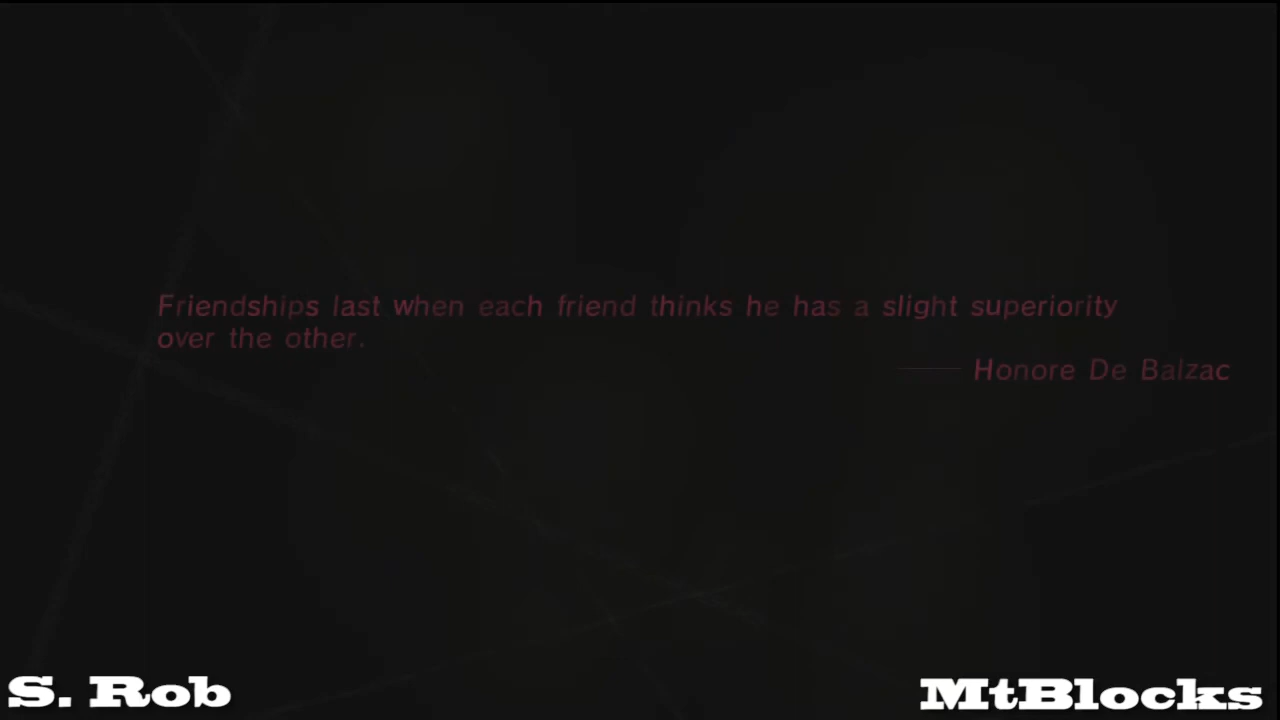 Friendships last when each friend thinks he has a slight superiority
over the other.
Honore De Balzac
S. Rob
MtBlocks